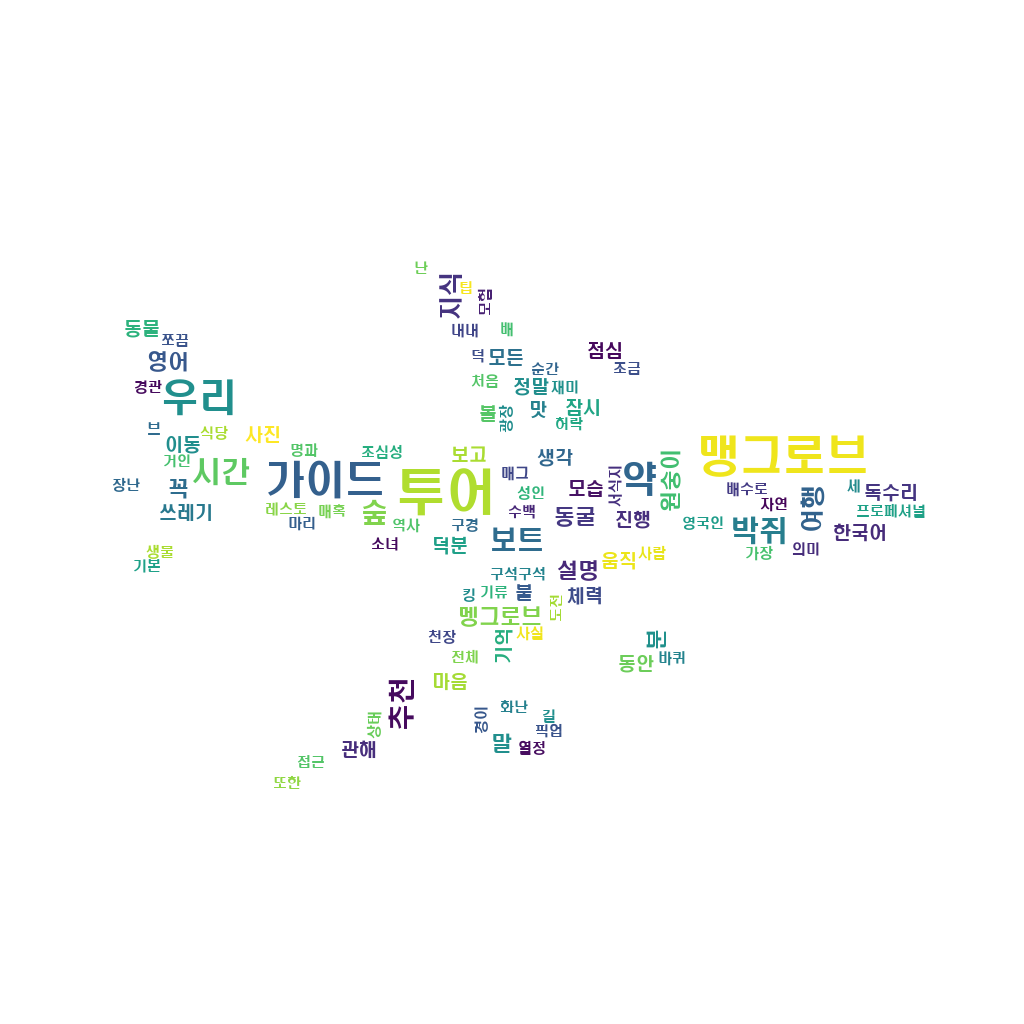 난
지식
팁
모험
동물
쪼끔
내내
배
영어
덕
모든
점심
경관
순간
조금
우리
처음
정말
재미
볼
광장
맛
잠시
브
식당
사진
허락
이동
명과
조심성
보고
생각
맹그로브
거인
시간
가이드
투어
매그
모습
서식지
약
원숭이
장난
꼭
성인
배수로
세
독수리
쓰레기
레스토
매혹
숲
수백
동굴
진행
자연
여행
프로페셔널
마리
역사
구경
영국인
박쥐
한국어
소녀
덕분
보트
생물
기본
움직
사람
가장
의미
구석구석
설명
킹
기류
불
체력
멩그로브
도전
천장
기억
사실
문
전체
동안
바퀴
마음
추천
상태
경이
화난
길
픽업
관해
말
열정
접근
또한